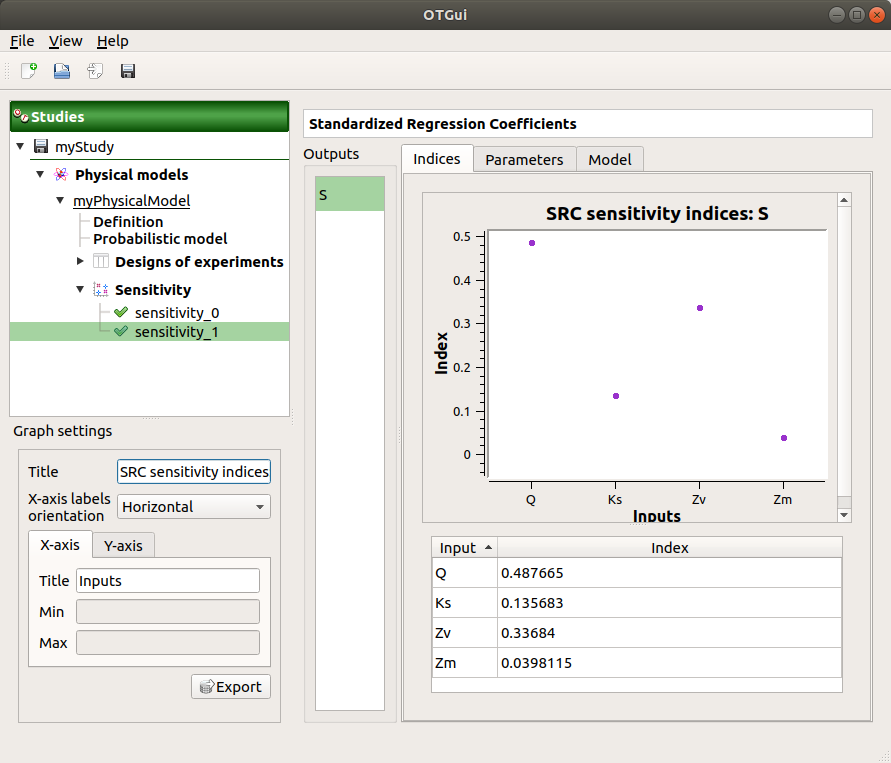 OTGui
File View Help
Studies
myStudy
Physical models
myPhysicalModel
Definition
Probabilistic model
Designs of experiments
Sensitivity
sensitivity_0
sensitivity_1
Graph settings
Title SRC sensitivity indices
X-axis labels
orientation
Horizontal
X-axis Y-axis
Title Inputs
Min
Max
Export
Standardized Regression Coefficients
Outputs
S
Indices Parameters Model
SRC sensitivity indices: S
0.5
0.4
0.3
0.2
0.1
0
Index
Q Ks Zv Zm
Inputs
Input Index
Q 0.487665
Ks 0.135683
Zv 0.33684
Zm 0.0398115